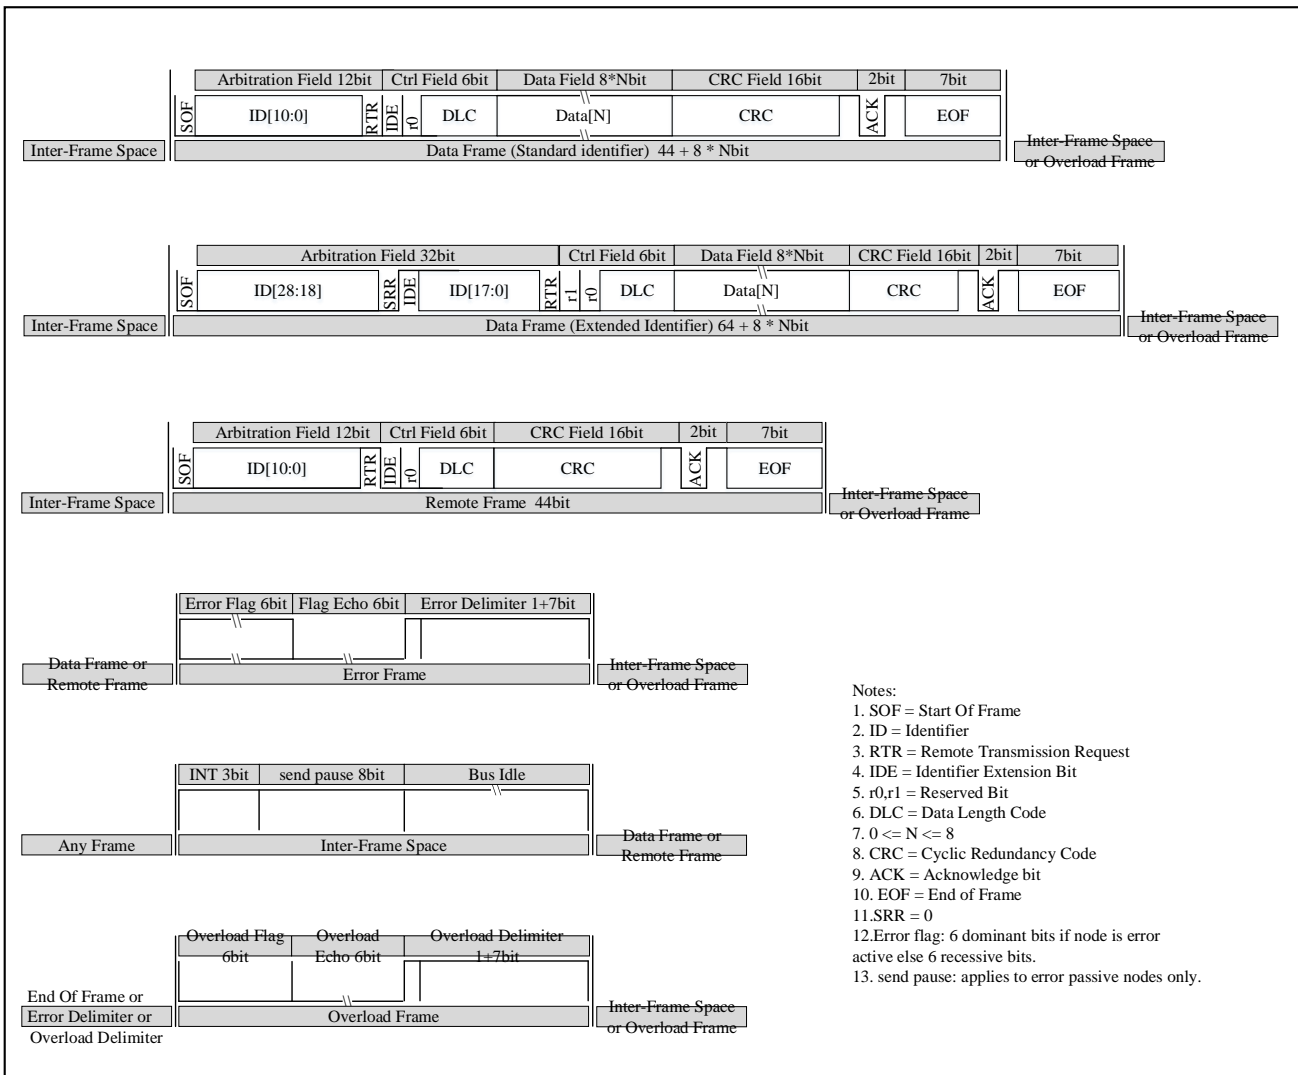 Arbitration Field 12bit Ctrl Field 6bit Data Field 8*Nbit CRC Field 16bit 2bit 7bit
SOF ID[10:0] RTR IDE r0 DLC Data[N] CRC ACK EOF
Inter-Frame Space Data Frame (Standard identifier) 44 + 8 * Nbit Inter-Frame Space
or Overload Frame
Arbitration Field 32bit Ctrl Field 6bit Data Field 8*Nbit CRC Field 16bit 2bit 7bit
SOF ID[28:18] SRR IDE ID[17:0] RTR r1 r0 DLC Data[N] CRC ACK EOF
Inter-Frame Space Data Frame (Extended Identifier) 64 + 8 * Nbit Inter-Frame Space
or Overload Frame
Arbitration Field 12bit Ctrl Field 6bit CRC Field 16bit 2bit 7bit
SOF ID[10:0] RTR IDE r0 DLC CRC ACK EOF
Inter-Frame Space Remote Frame 44bit Inter-Frame Space
or Overload Frame
Error Flag 6bit Flag Echo 6bit Error Delimiter 1+7bit
Data Frame or
Remote Frame
Error Frame
Inter-Frame Space
or Overload Frame
INT 3bit send pause 8bit Bus Idle
Any Frame Inter-Frame Space Data Frame or
Remote Frame
Overload Flag
6bit
Overload
Echo 6bit
Overload Delimiter
1+7bit
End Of Frame or
Error Delimiter or
Overload Delimiter
Overload Frame
Inter-Frame Space
or Overload Frame
Notes:
1. SOF = Start Of Frame
2. ID = Identifier
3. RTR = Remote Transmission Request
4. IDE = Identifier Extension Bit
5. r0,r1 = Reserved Bit
6. DLC = Data Length Code
7. 0 <= N <= 8
8. CRC = Cyclic Redundancy Code
9. ACK = Acknowledge bit
10. EOF = End of Frame
11.SRR = 0
12.Error flag: 6 dominant bits if node is error
active else 6 recessive bits.
13. send pause: applies to error passive nodes only.